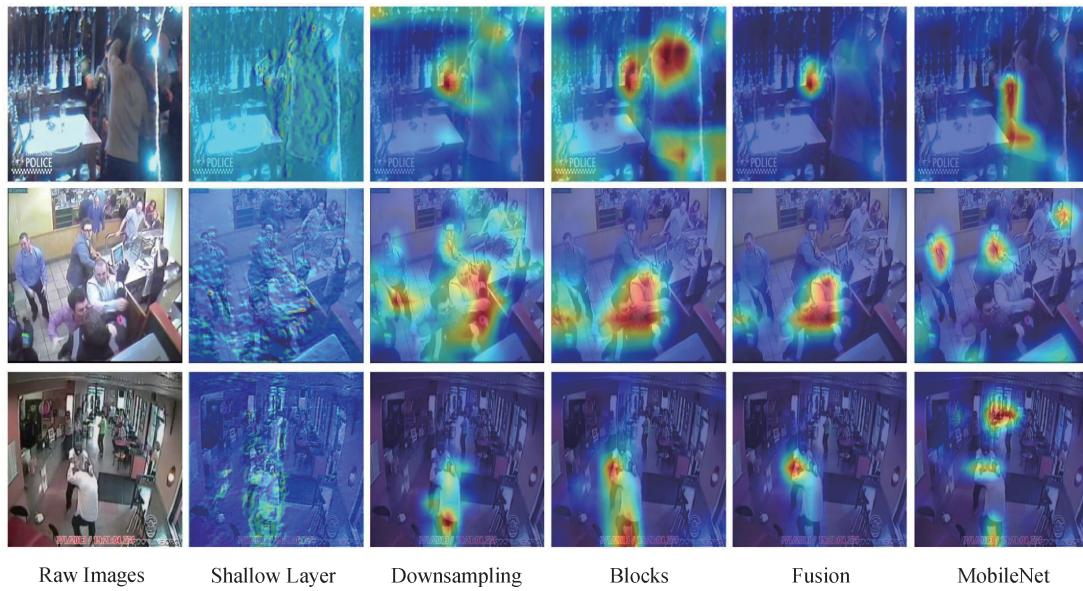 POLICE POLICE POLICE POLICE POLICE POLICE
Raw Images Shallow Layer Downsampling Blocks Fusion MobileNet